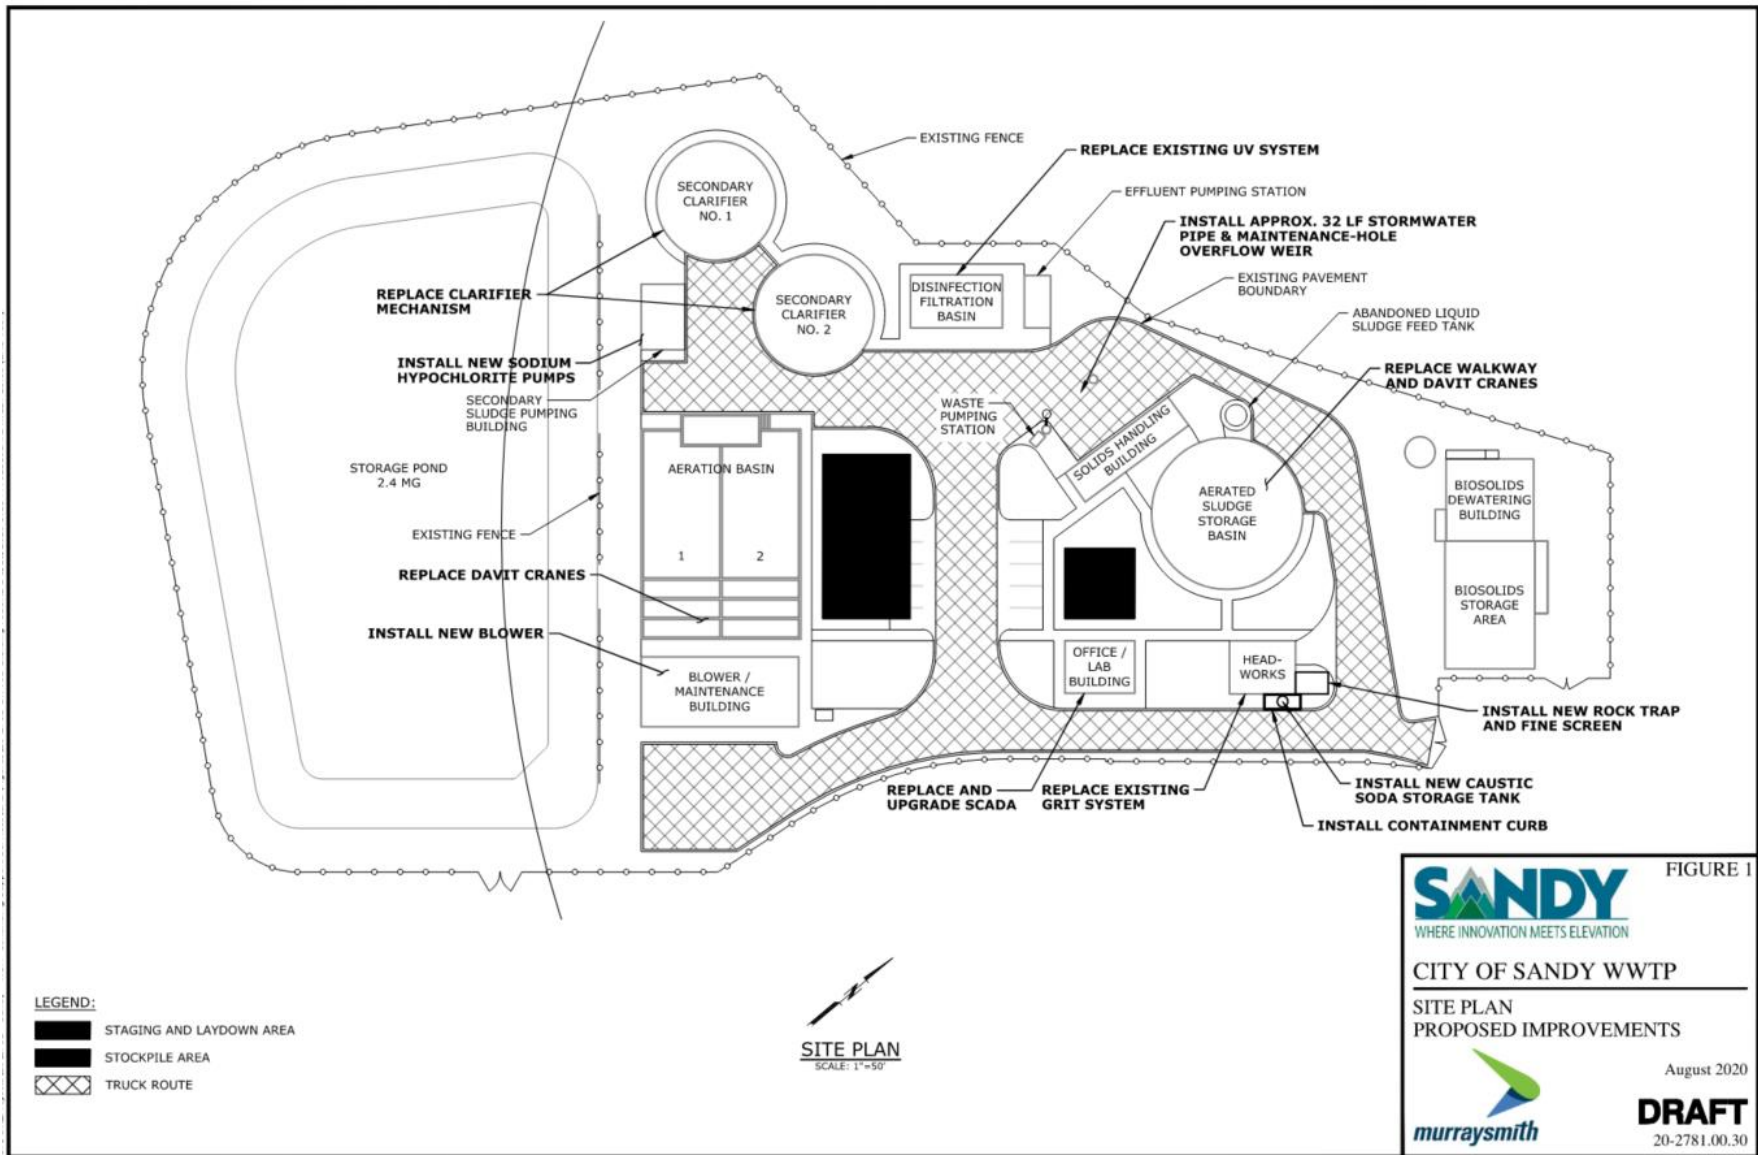 EXISTING FENCE
REPLACE EXISTING UV SYSTEM
SECONDARY
CLARIFIER
NO. 1
EFFLUENT PUMPING STATION
INSTALL APPROX. 32 LF STORMWATER
PIPE & MAINTENANCE-HOLE
OVERFLOW WEIR
REPLACE CLARIFIER
MECHANISM
SECONDARY
CLARIFIER
NO. 2
DISINFECTION
FILTRATION
BASIN
EXISTING PAVEMENT
BOUNDARY
ABANDONED LIQUID
SLUDGE FEED TANK
INSTALL NEW SODIUM
HYPOCHLORITE PUMPS
REPLACE WALKWAY
AND DAVIT CRANES
SECONDARY
SLUDGE PUMPING
BUILDING
WASTE
PUMPING
STATION
SOLIDS HANDLING
BUILDING
STORAGE POND
2.4 MG
AERATION BASIN
1
2
AERATED
SLUDGE
STORAGE
BASIN
BIOSOLIDS
DEWATERING
BUILDING
EXISTING FENCE
REPLACE DAVIT CRANES
BIOSOLIDS
STORAGE
AREA
INSTALL NEW BLOWER
BLOWER /
MAINTENANCE
BUILDING
OFFICE /
LAB
BUILDING
HEAD-
WORKS
INSTALL NEW ROCK TRAP
AND FINE SCREEN
REPLACE AND
UPGRADE SCADA
REPLACE EXISTING
GRIT SYSTEM
INSTALL NEW CAUSTIC
SODA STORAGE TANK
INSTALL CONTAINMENT CURB
LEGEND:
STAGING AND LAYDOWN AREA
STOCKPILE AREA
TRUCK ROUTE
N
SITE PLAN
SCALE: 1"=50'
FIGURE 1
SANDY
WHERE INNOVATION MEETS ELEVATION
CITY OF SANDY WWTP
SITE PLAN
PROPOSED IMPROVEMENTS
August 2020
murraysmith
DRAFT
20-2781.00.30